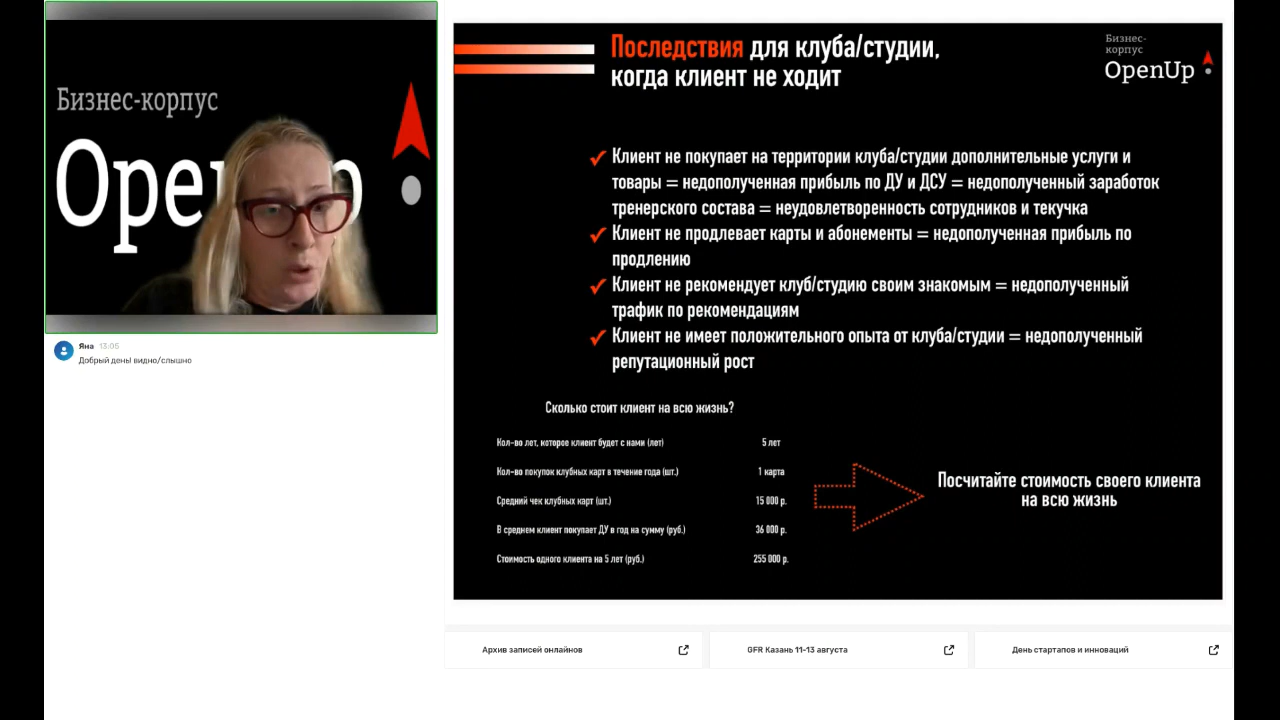 Бизнес-корпус
Яна 13:05
Добрый день! видно/слышно
Последствия для клуба/студии,
когда клиент не ходит
Бизнес-
корпус
OpenUp
Клиент не покупает на территории клуба/студии дополнительные услуги и
товары = недополученная прибыль по ДУ и ДСУ = недополученный заработок
тренерского состава = неудовлетворенность сотрудников и текучка
Клиент не продлевает карты и абонементы = недополученная прибыль по
продлению
Клиент не рекомендует клуб/студию своим знакомым = недополученный
трафик по рекомендациям
Клиент не имеет положительного опыта от клуба/студии = недополученный
репутационный рост
Сколько стоит клиент на всю жизнь?
Кол-во лет, которое клиент будет с нами (лет) 5 лет
Кол-во покупок клубных карт в течение года (шт.) 1 карта
Средний чек клубных карт (шт.) 15 000 р.
В среднем клиент покупает ДУ в год на сумму (руб.) 36 000 р.
Стоимость одного клиента на 5 лет (руб.) 255 000 р.
Посчитайте стоимость своего клиента
на всю жизнь
Архив записей онлайнов
GFR Казань 11-13 августа
День стартапов и инноваций